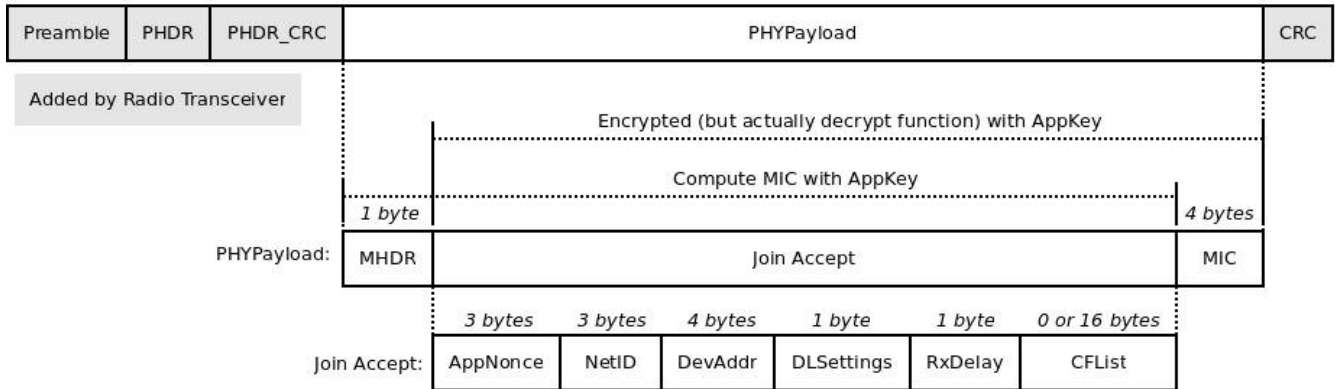 Preamble PHDR PHDR_CRC PHYPayload CRC
Added by Radio Transceiver
Encrypted (but actually decrypt function) with AppKey
Compute MIC with AppKey
1 byte 4 bytes
PHYPayload: MHDR Join Accept MIC
3 bytes 3 bytes 4 bytes 1 byte 1 byte 0 or 16 bytes
Join Accept: AppNonce NetID DevAddr DLSettings RxDelay CFList